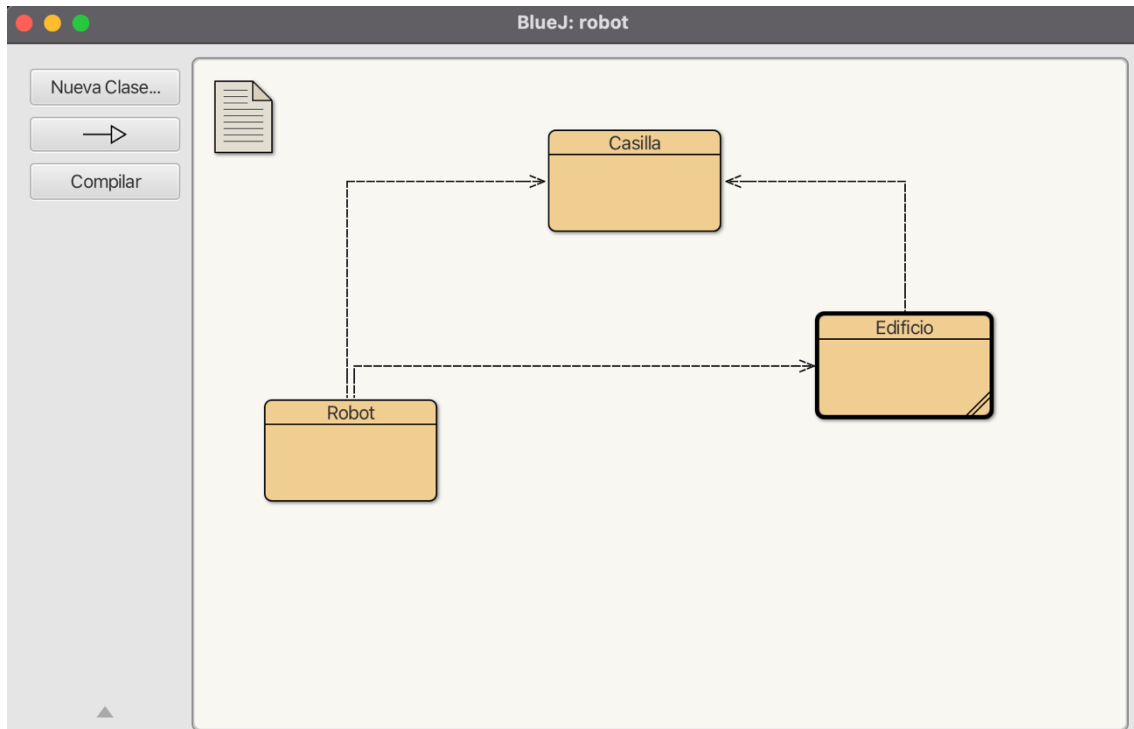 BlueJ: robot
Nueva Clase...
Compilar
Casilla
Edificio
Robot